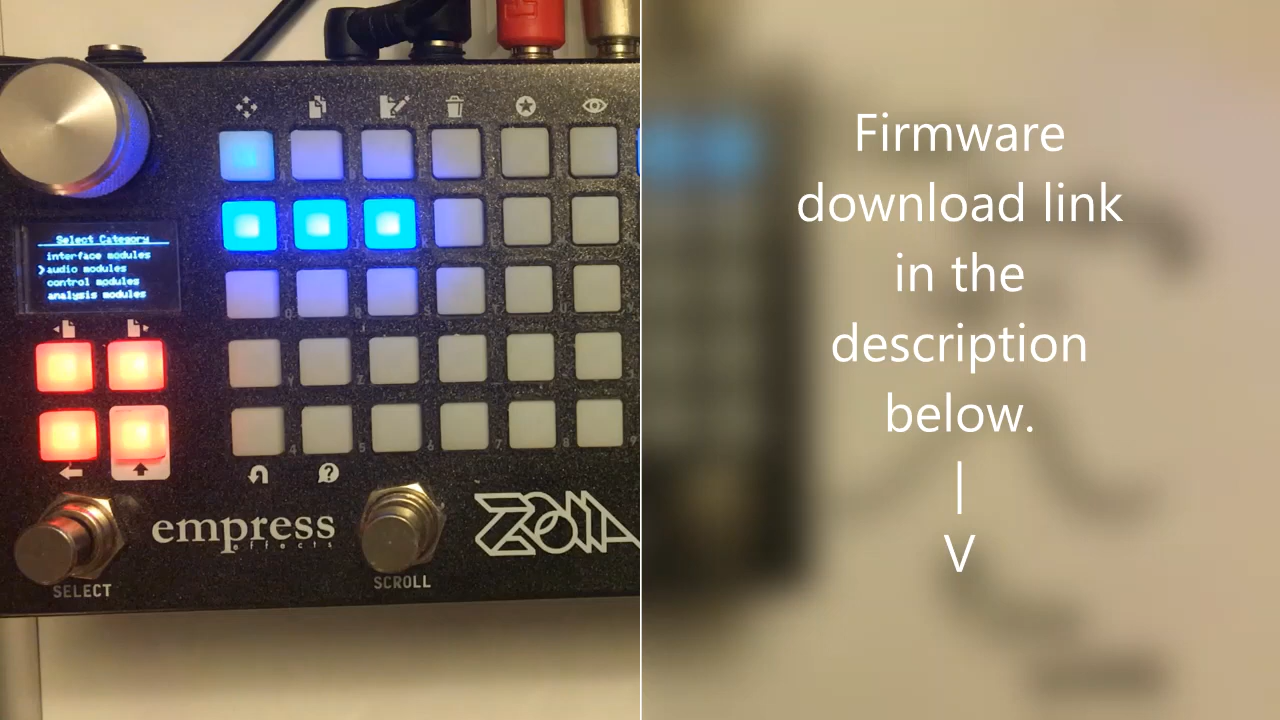 Select Category
interface modules
audio modules
control modules
analysis modules
empress
effects
ZOIA
SELECT
SCROLL
Firmware
download link
in the
description
below.
|
V